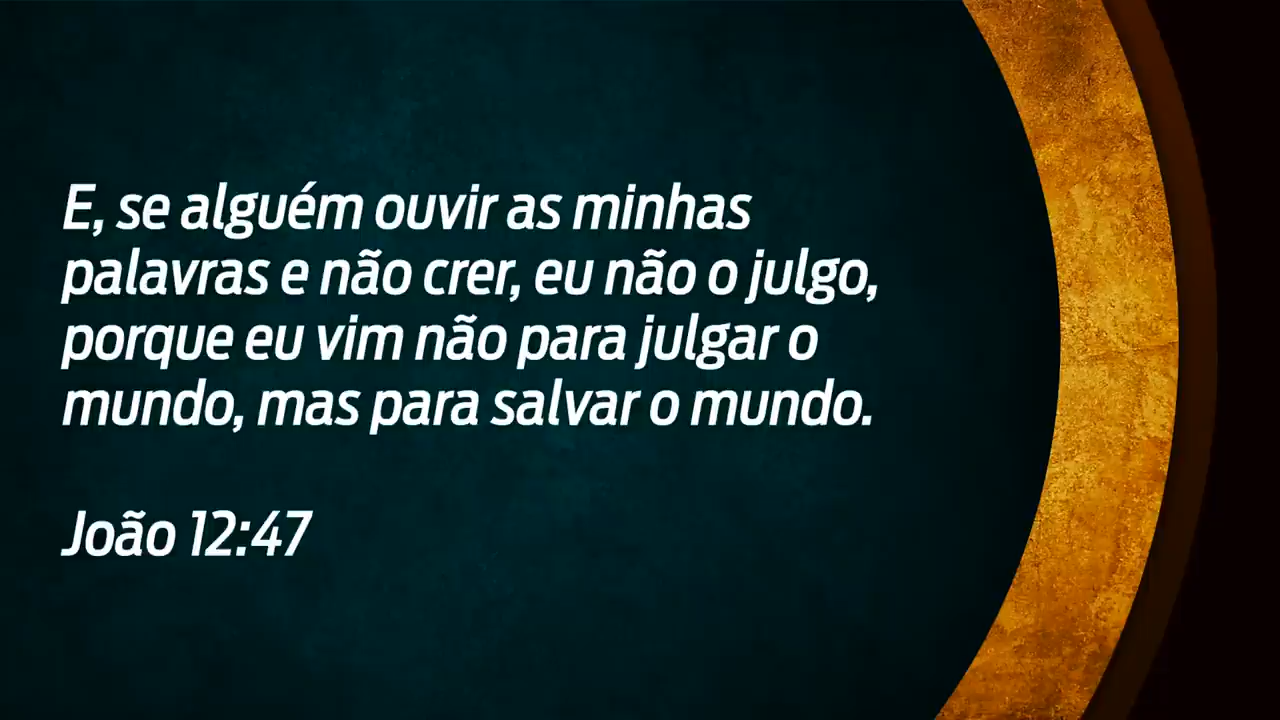 E, se alguém ouvir as minhas
palavras e não crer, eu não o julgo,
porque eu vim não para julgar o
mundo, mas para salvar o mundo.
João 12:47